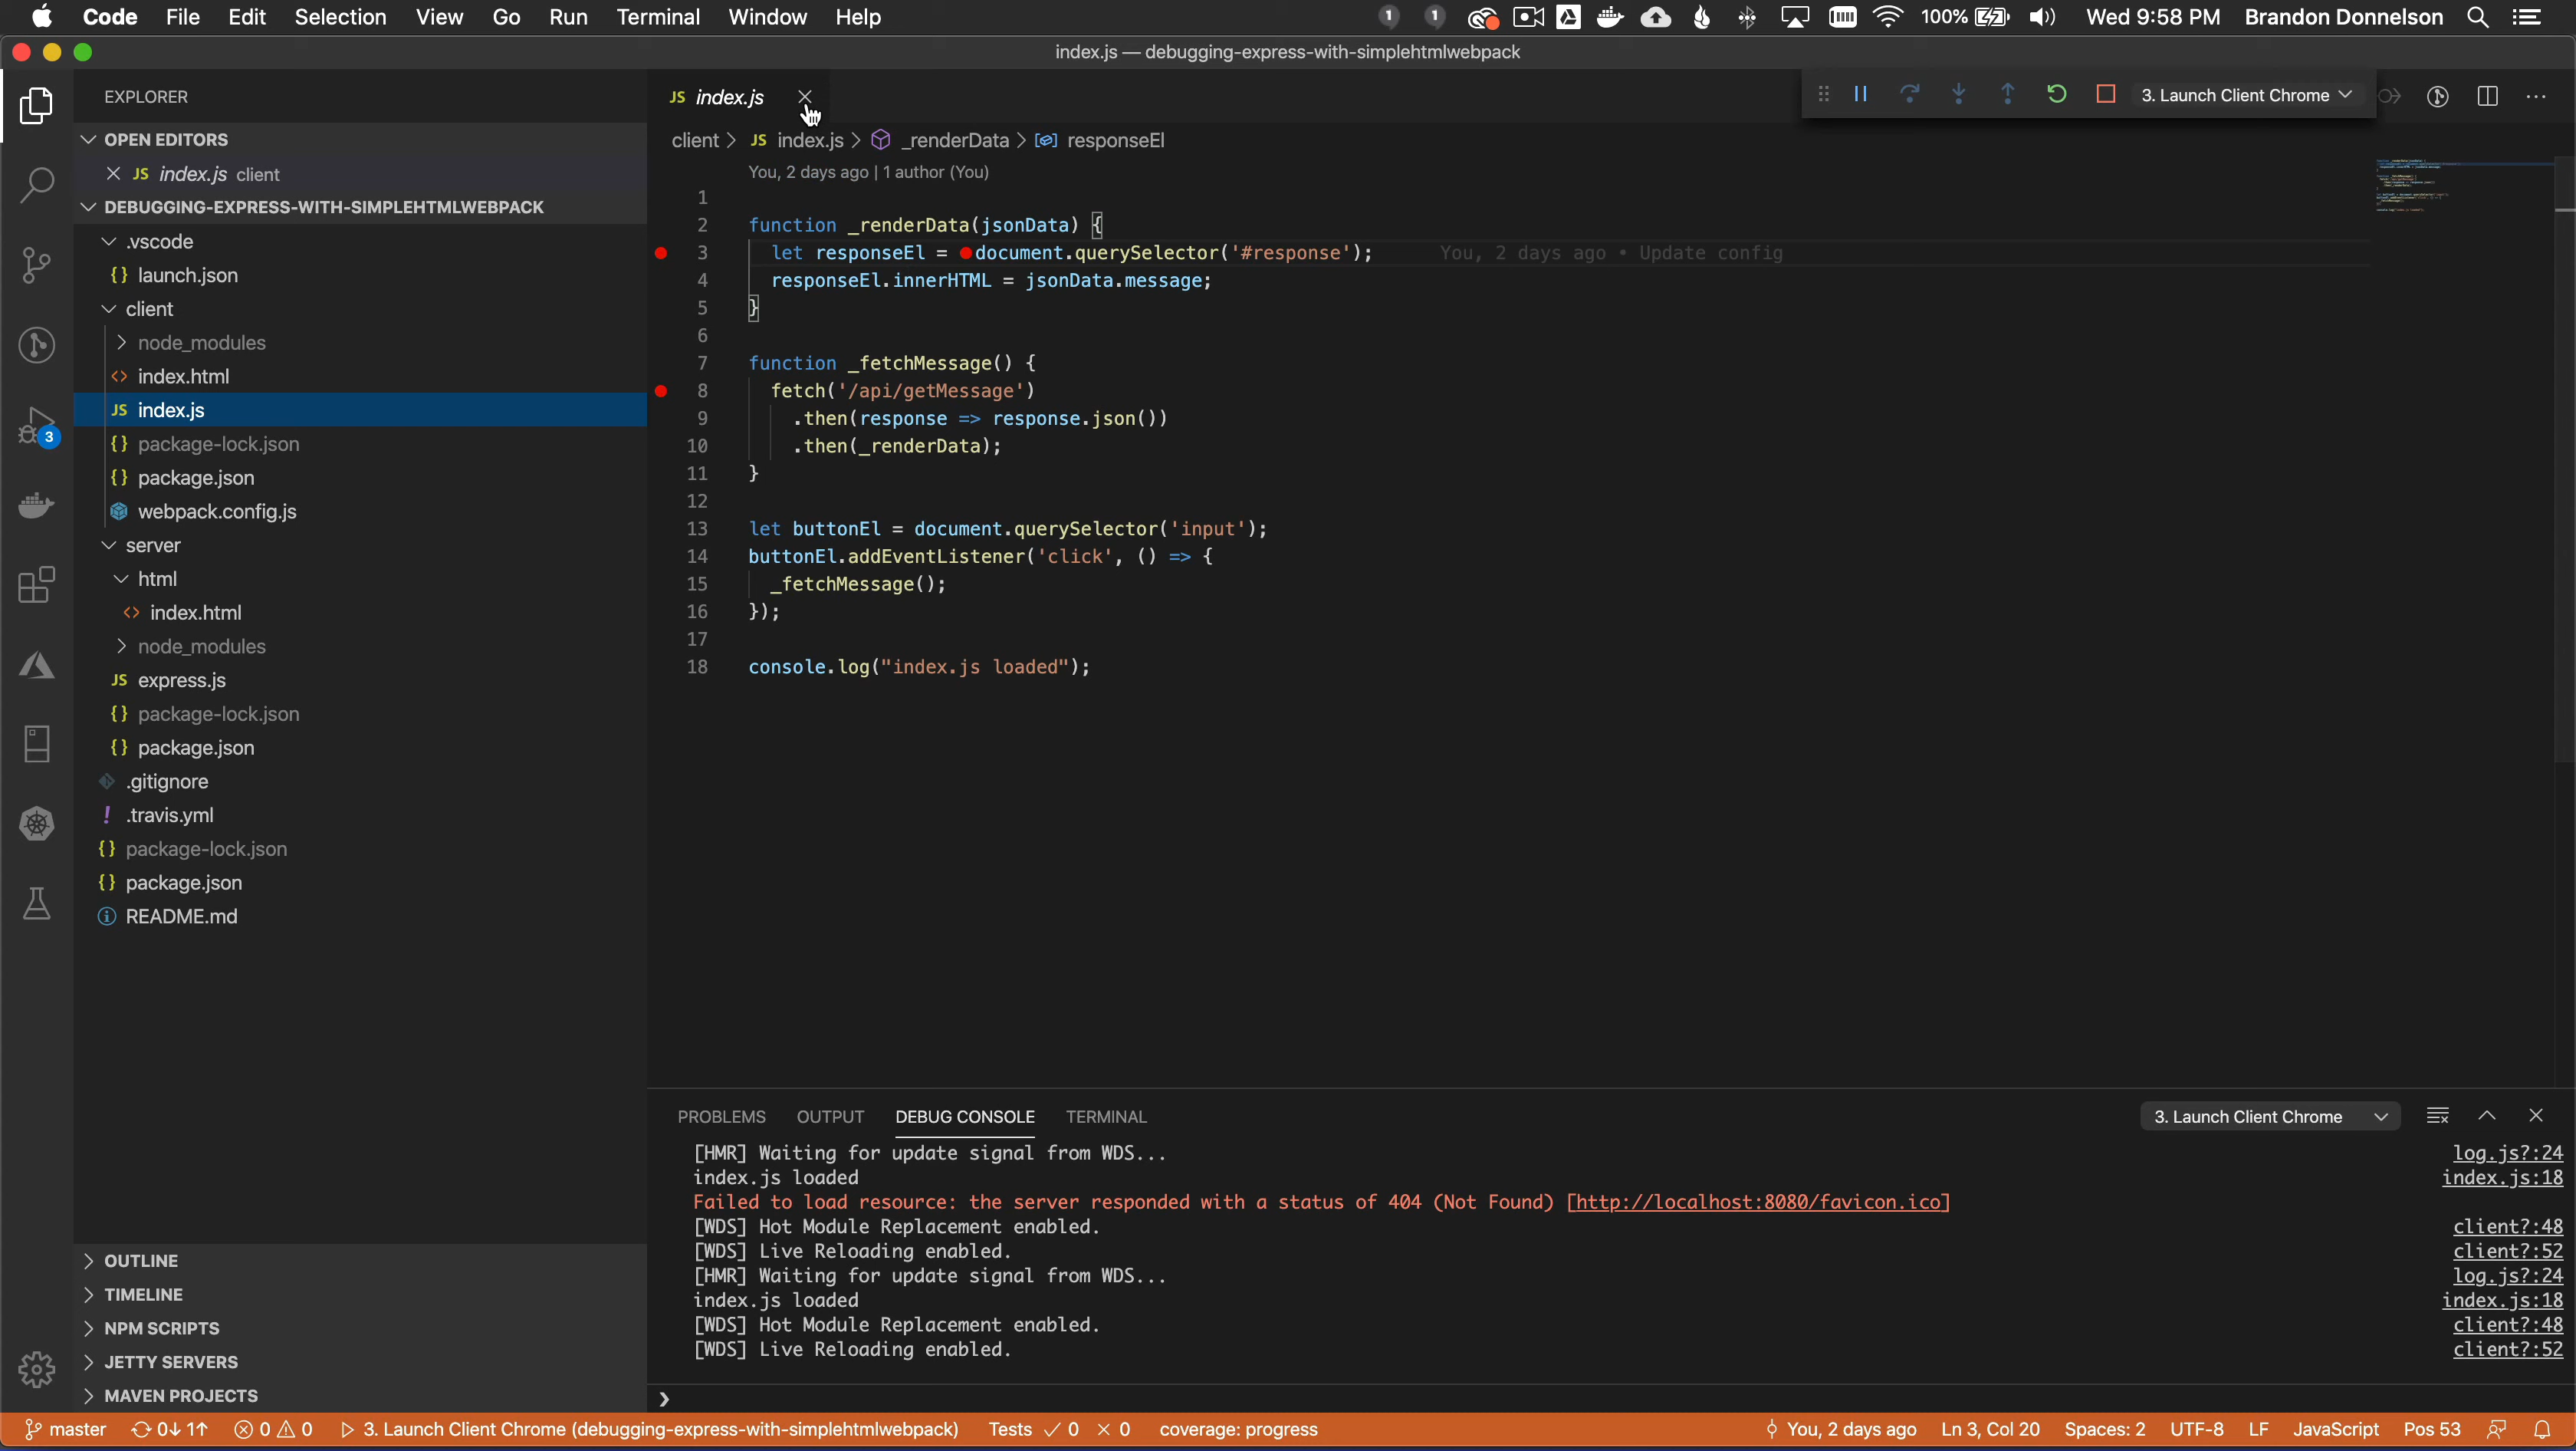 Code File Edit Selection View Go Run Terminal Window Help 1 1 100% Wed 9:58 PM Brandon Donnelson
index.js — debugging-express-with-simplehtmlwebpack
EXPLORER
OPEN EDITORS
JS index.js client
DEBUGGING-EXPRESS-WITH-SIMPLEHTMLWEBPACK
.vscode
{} launch.json
client
node_modules
<> index.html
JS index.js
{} package-lock.json
{} package.json
webpack.config.js
server
html
<> index.html
node_modules
JS express.js
{} package-lock.json
{} package.json
.gitignore
! .travis.yml
{} package-lock.json
{} package.json
README.md
OUTLINE
TIMELINE
NPM SCRIPTS
JETTY SERVERS
MAVEN PROJECTS
3
JS index.js
3. Launch Client Chrome
client > JS index.js > _renderData > responseEl
You, 2 days ago | 1 author (You)
1
2 function _renderData(jsonData) {
3 let responseEl = document.querySelector('#response'); You, 2 days ago • Update config
4 responseEl.innerHTML = jsonData.message;
5 }
6
7 function _fetchMessage() {
8 fetch('/api/getMessage')
9 .then(response => response.json())
10 .then(_renderData);
11 }
12
13 let buttonEl = document.querySelector('input');
14 buttonEl.addEventListener('click', () => {
15 _fetchMessage();
16 });
17
18 console.log("index.js loaded");
PROBLEMS OUTPUT DEBUG CONSOLE TERMINAL 3. Launch Client Chrome
[HMR] Waiting for update signal from WDS... log.js?:24
index.js loaded index.js:18
Failed to load resource: the server responded with a status of 404 (Not Found) [http://localhost:8080/favicon.ico]
[WDS] Hot Module Replacement enabled. client?:48
[WDS] Live Reloading enabled. client?:52
[HMR] Waiting for update signal from WDS... log.js?:24
index.js loaded index.js:18
[WDS] Hot Module Replacement enabled. client?:48
[WDS] Live Reloading enabled. client?:52
master 0↓ 1↑ 0 0 3. Launch Client Chrome (debugging-express-with-simplehtmlwebpack) Tests ✓ 0 × 0 coverage: progress You, 2 days ago Ln 3, Col 20 Spaces: 2 UTF-8 LF JavaScript Pos 53